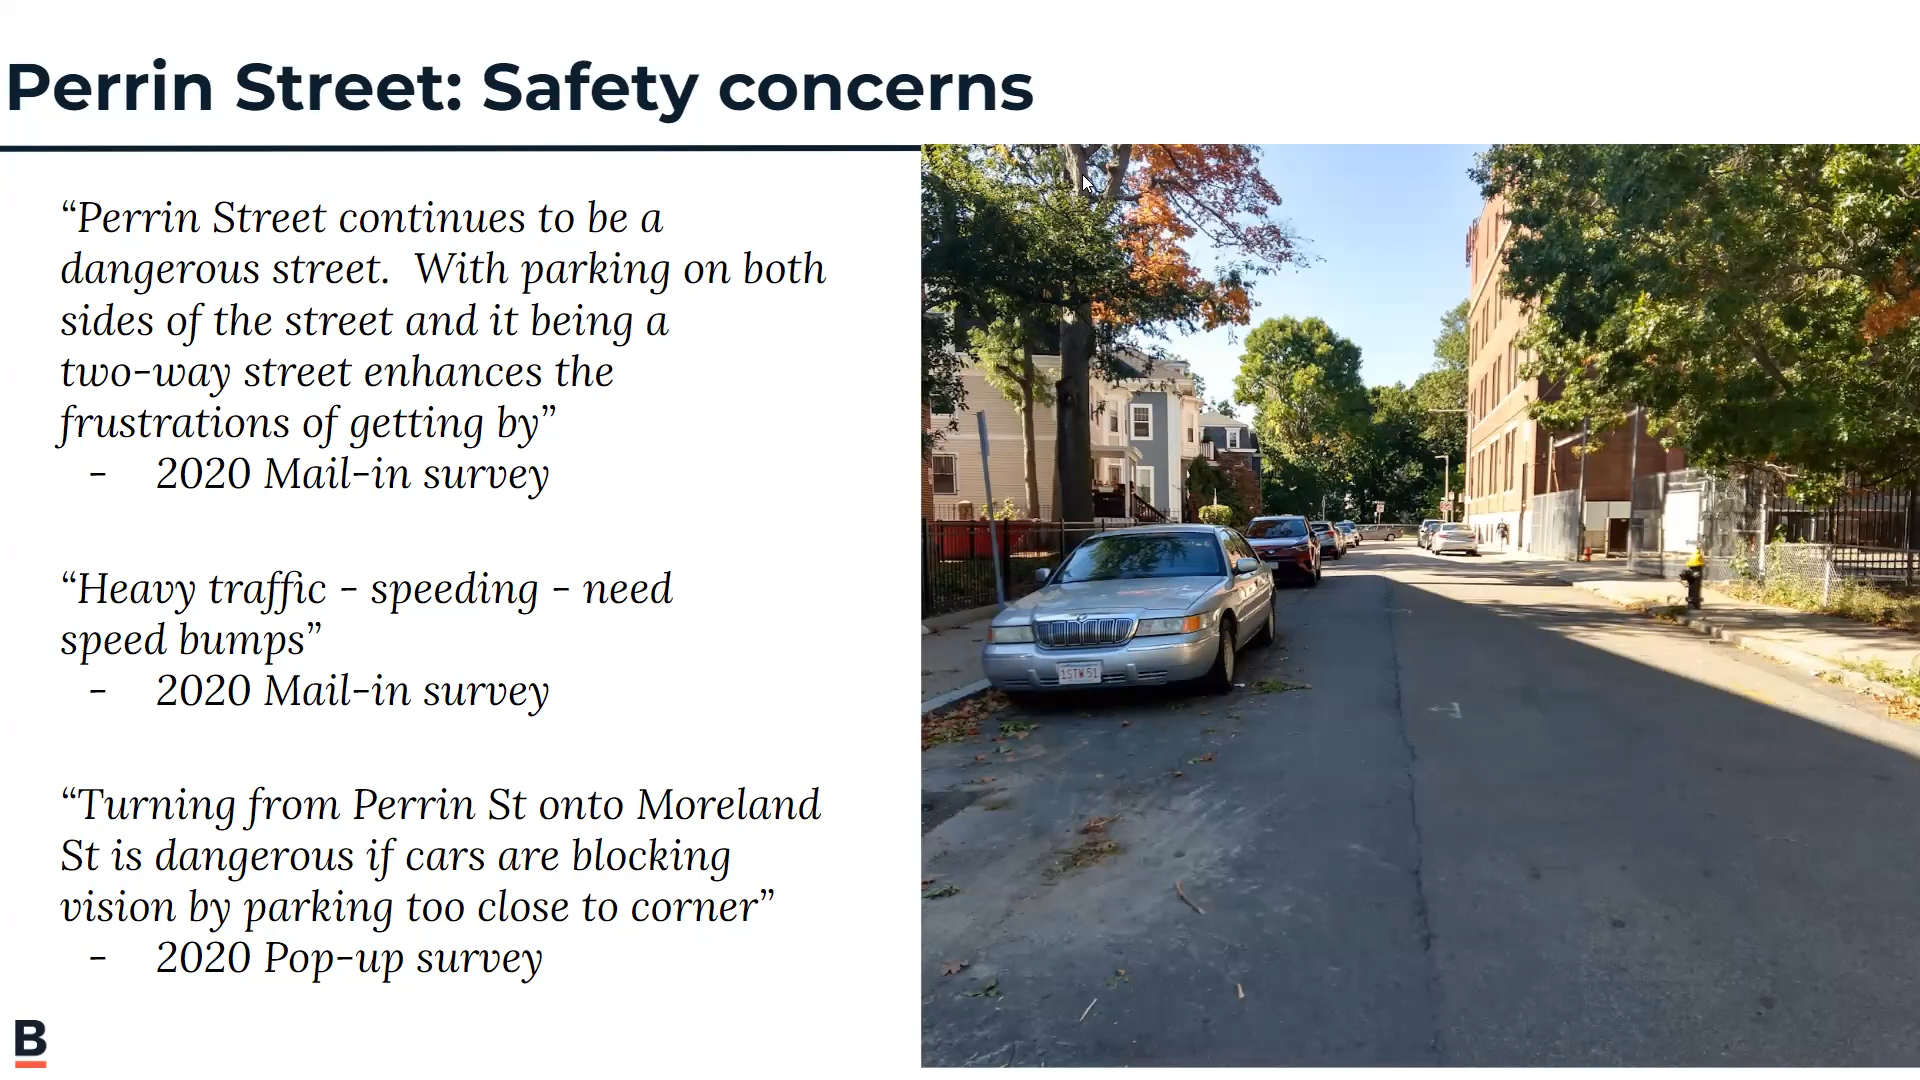 Perrin Street: Safety concerns
“Perrin Street continues to be a
dangerous street.  With parking on both
sides of the street and it being a
two-way street enhances the
frustrations of getting by”
- 2020 Mail-in survey
“Heavy traffic - speeding - need
speed bumps”
- 2020 Mail-in survey
“Turning from Perrin St onto Moreland
St is dangerous if cars are blocking
vision by parking too close to corner”
- 2020 Pop-up survey
B